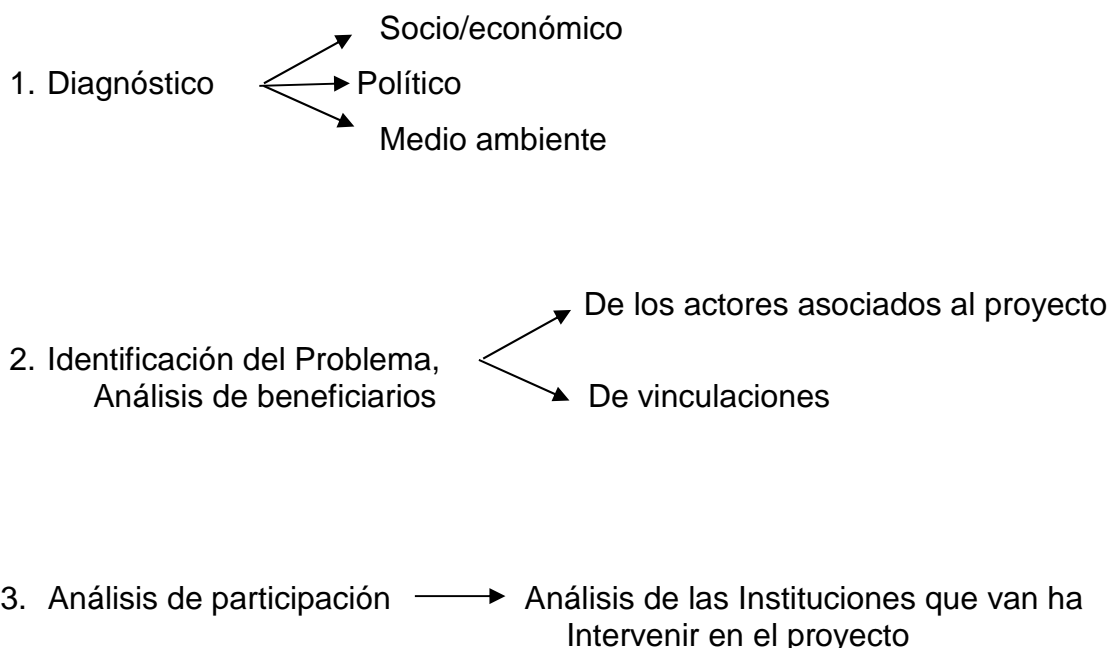 Socio/económico
1. Diagnóstico
Político
Medio ambiente
De los actores asociados al proyecto
2. Identificación del Problema,
Análisis de beneficiarios
De vinculaciones
3. Análisis de participación
Análisis de las Instituciones que van ha
Intervenir en el proyecto